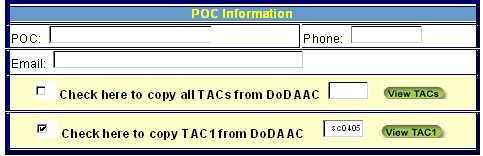 POC Information
POC: Phone:
Email:
Check here to copy all TACs from DoDAAC View TACs
Check here to copy TAC1 from DoDAAC sc0405 View TAC1